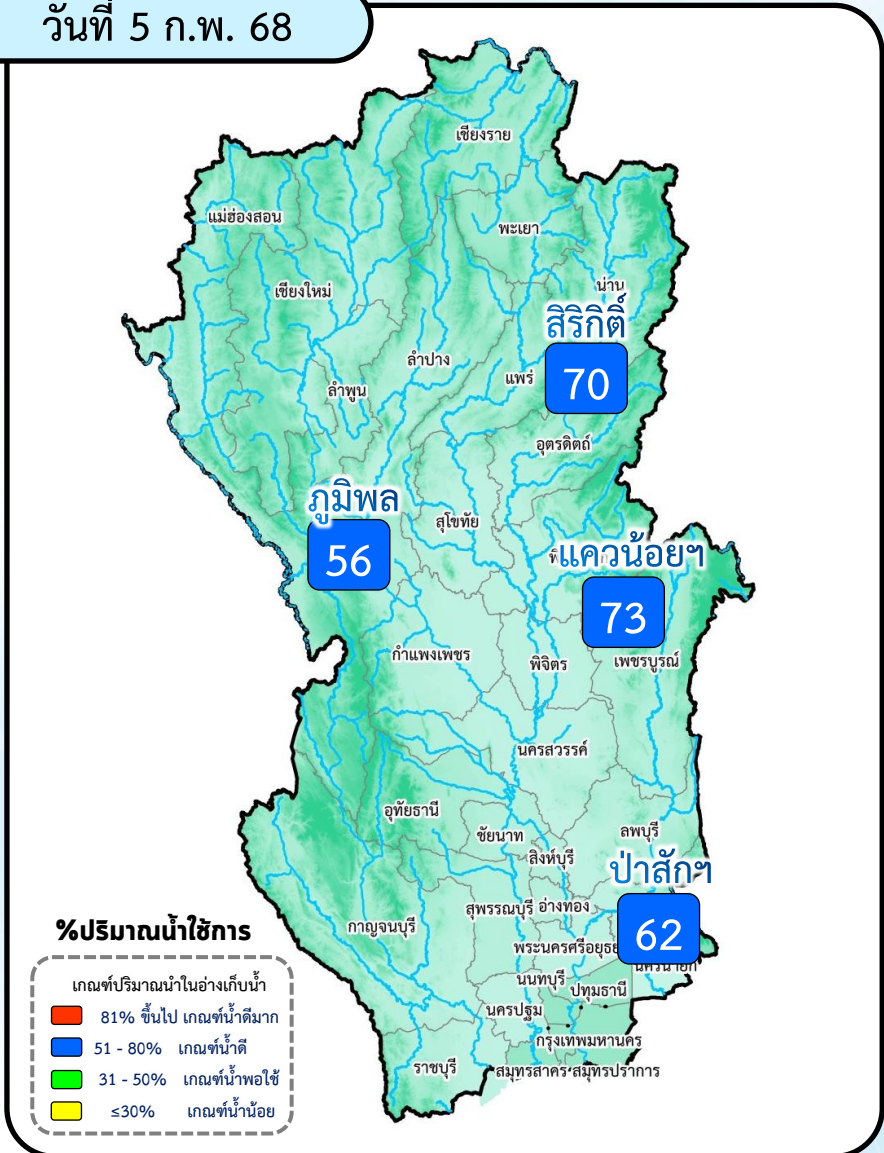 วันที่ 5 ก.พ. 68
เชียงราย
แม่ฮ่องสอน
พะเยา
น่าน
เชียงใหม่
สิริกิติ์
ลำปาง
70
แพร่
ลำพูน
อุตรดิตถ์
ภูมิพล
สุโขทัย
56
แควน้อยฯ
73
กำแพงเพชร
พิจิตร
เพชรบูรณ์
นครสวรรค์
อุทัยธานี
ชัยนาท
ลพบุรี
สิงห์บุรี
ป่าสักฯ
สุพรรณบุรี
อ่างทอง
62
กาญจนบุรี
พระนครศรีอยุธย
นครนายก
นนทบุรี
ปทุมธานี
นครปฐม
กรุงเทพมหานคร
ราชบุรี
สมุทรสาคร
สมุทรปราการ
%ปริมาณน้ำใช้การ
เกณฑ์ปริมาณนำในอ่างเก็บน้ำ
81% ขึ้นไป เกณฑ์น้ำดีมาก
51 - 80% เกณฑ์น้ำดี
31 - 50% เกณฑ์น้ำพอใช้
≤30% เกณฑ์น้ำน้อย